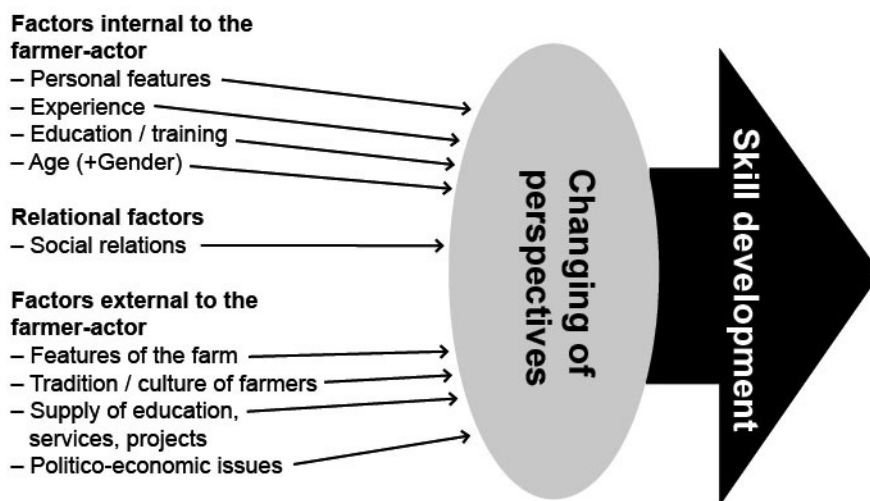 Factors internal to the
farmer-actor
– Personal features
– Experience
– Education / training
– Age (+Gender)
Relational factors
– Social relations
Factors external to the
farmer-actor
– Features of the farm
– Tradition / culture of farmers
– Supply of education,
services, projects
– Politico-economic issues
Changing of
perspectives
Skill development